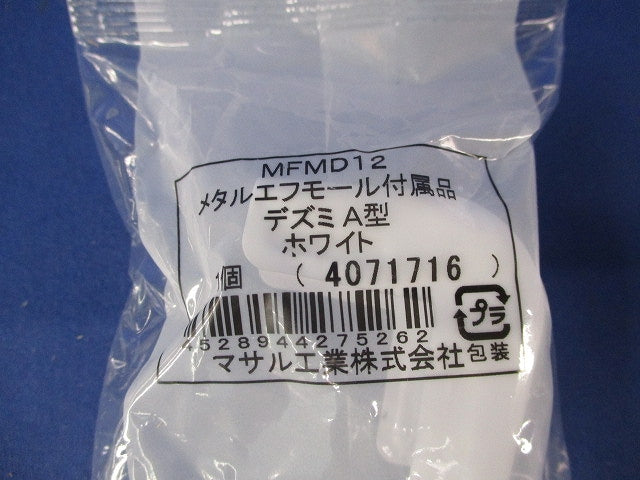 MFMD12
メタルエフモール付属品
デズミA型
ホワイト
個 (4071716)
4528944275262
プラ
マサル工業株式会社 包装